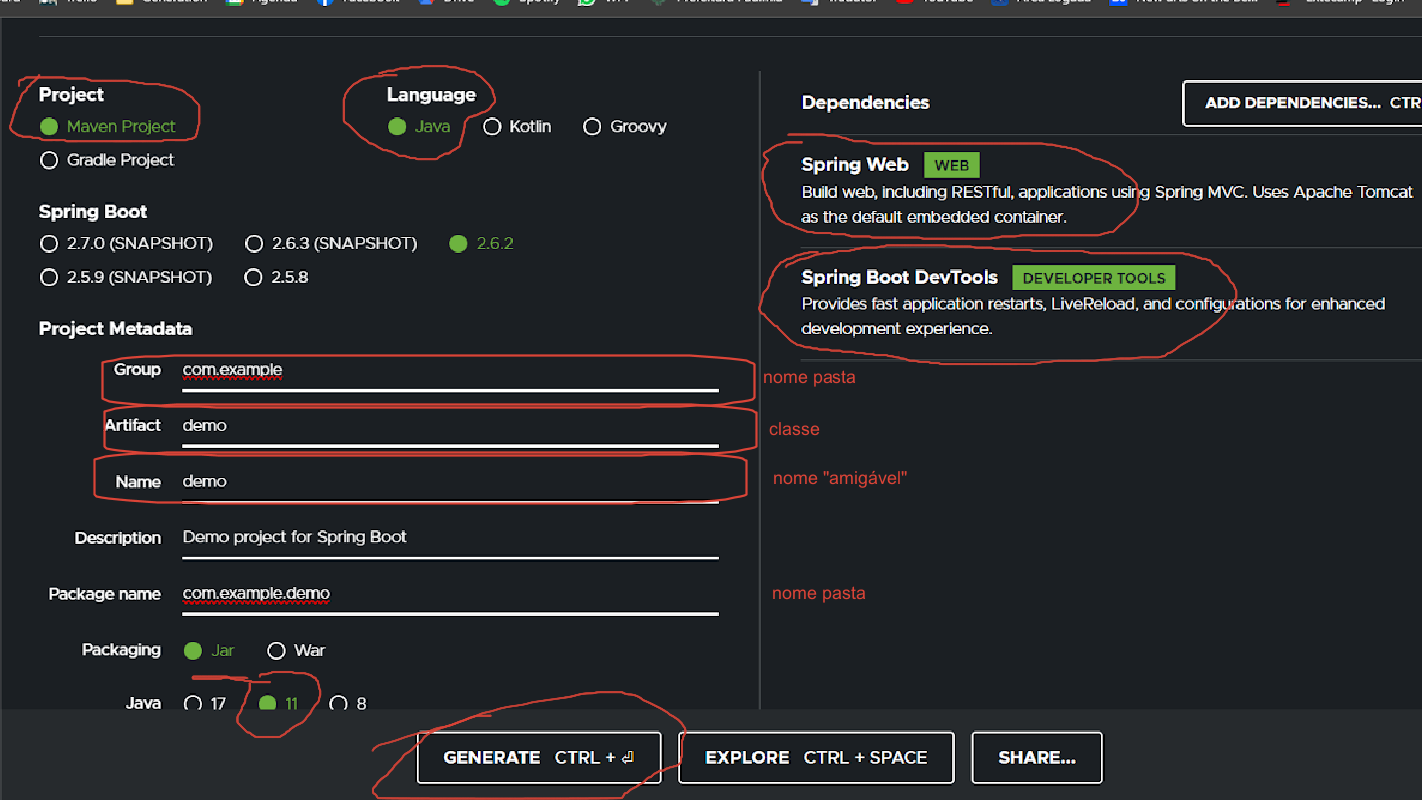 Project
Maven Project
Gradle Project
Language
Java Kotlin Groovy
Spring Boot
2.7.0 (SNAPSHOT) 2.6.3 (SNAPSHOT) 2.6.2
2.5.9 (SNAPSHOT) 2.5.8
Project Metadata
Group com.example
Artifact demo
Name demo
Description Demo project for Spring Boot
Package name com.example.demo
Packaging Jar War
Java 17 11 8
Dependencies
ADD DEPENDENCIES... CTR
Spring Web WEB
Build web, including RESTful, applications using Spring MVC. Uses Apache Tomcat
as the default embedded container.
Spring Boot DevTools DEVELOPER TOOLS
Provides fast application restarts, LiveReload, and configurations for enhanced
development experience.
nome pasta
classe
nome "amigável"
nome pasta
GENERATE CTRL + ⏎
EXPLORE CTRL + SPACE
SHARE...